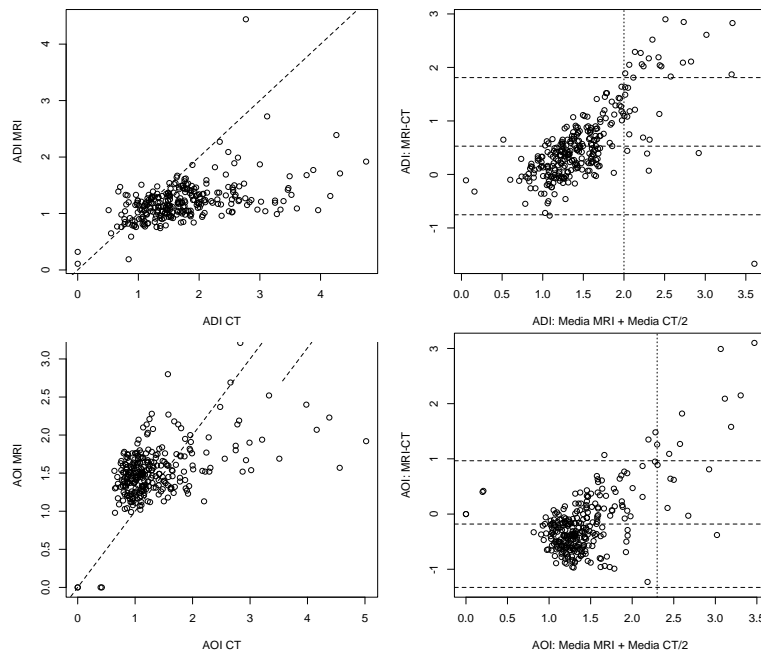 ADI MRI
4
3
2
1
0
0 1 2 3 4
ADI CT
ADI: MRI-CT
3
2
1
0
-1
0.0 0.5 1.0 1.5 2.0 2.5 3.0 3.5
ADI: Media MRI + Media CT/2
AOI MRI
3.0
2.5
2.0
1.5
1.0
0.5
0.0
0 1 2 3 4 5
AOI CT
AOI: MRI-CT
3
2
1
0
-1
0.0 0.5 1.0 1.5 2.0 2.5 3.0 3.5
AOI: Media MRI + Media CT/2